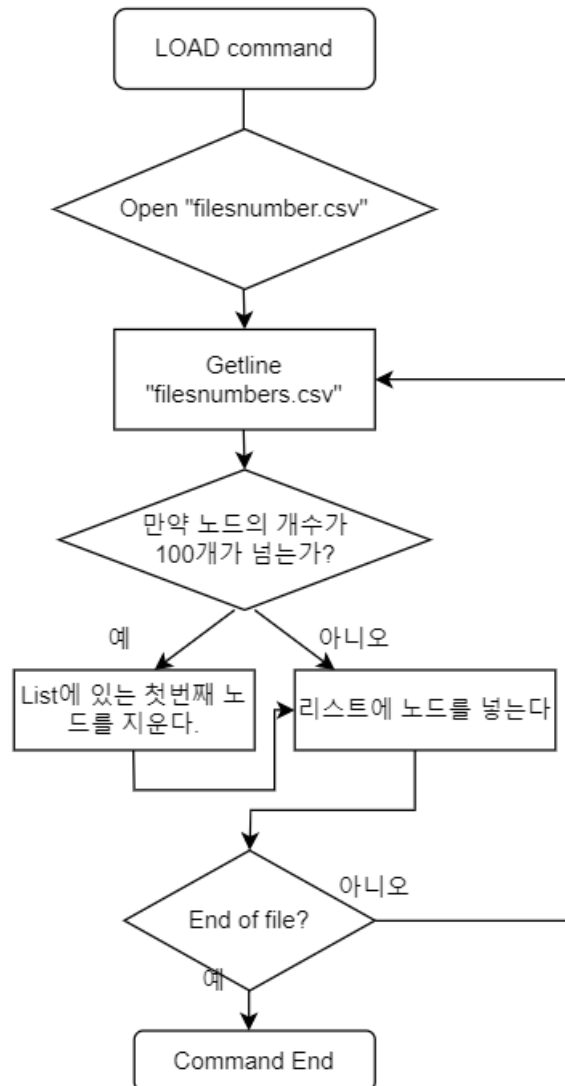 LOAD command
Open "filesnumber.csv"
Getline
"filesnumbers.csv"
만약 노드의 개수가
100개가 넘는가?
예
아니오
List에 있는 첫번째 노
드를 지운다.
리스트에 노드를 넣는다
아니오
End of file?
예
Command End